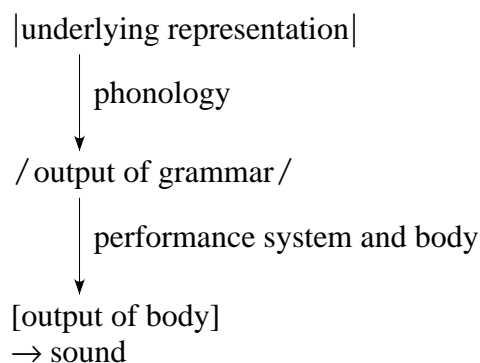 |underlying representation|
phonology
/output of grammar/
performance system and body
[output of body]
→ sound